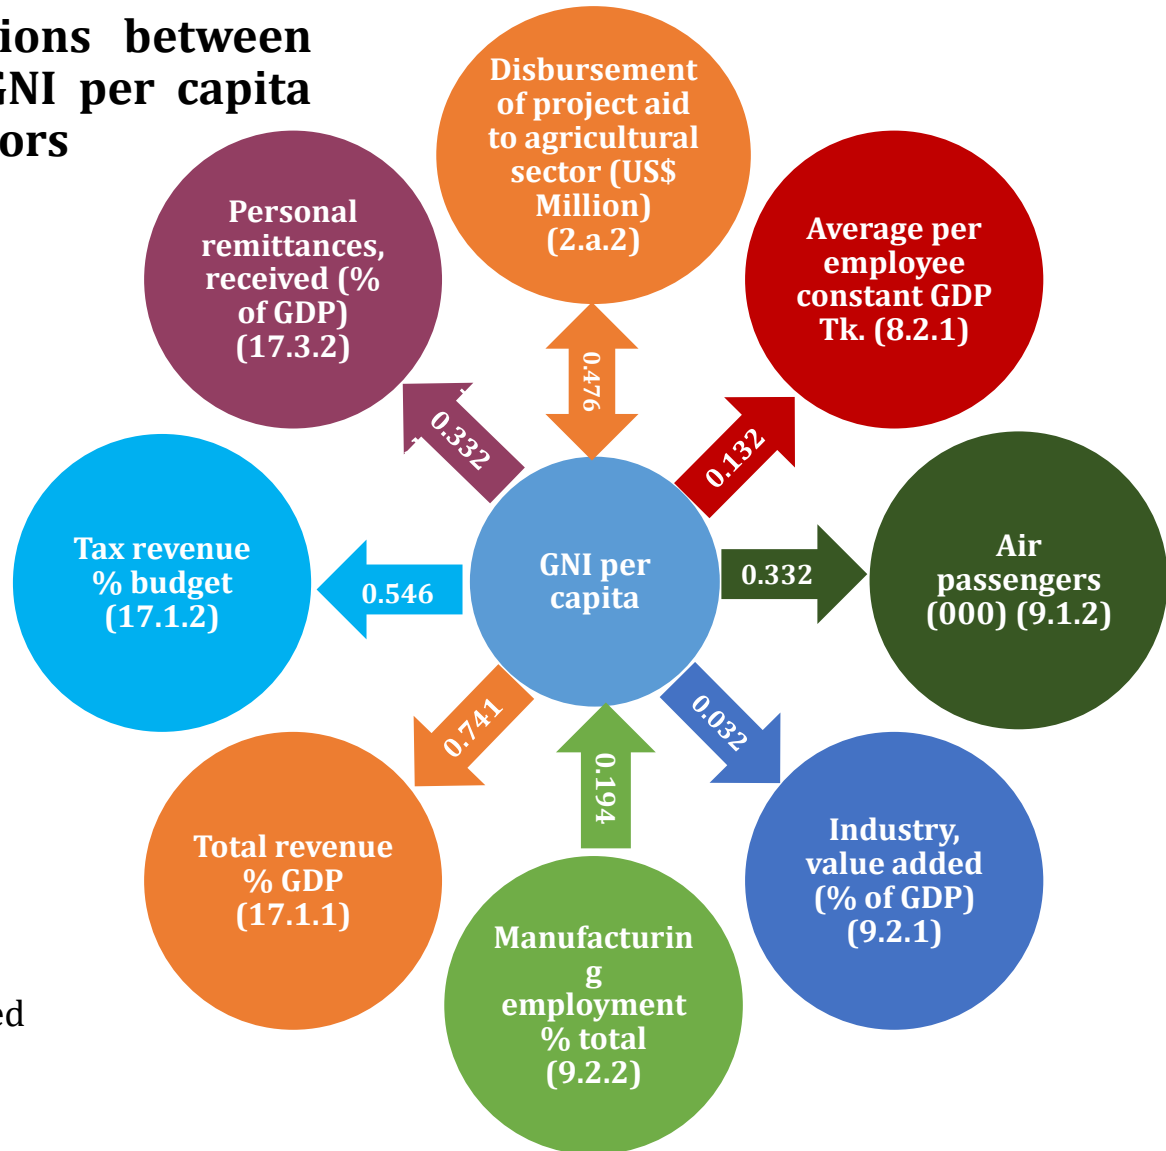 ions between
GNI per capita
ors
Disbursement
of project aid
to agricultural
sector (US$
Million)
(2.a.2)
Personal
remittances,
received (%
of GDP)
(17.3.2)
Average per
employee
constant GDP
Tk. (8.2.1)
0.476
0.332
0.132
Tax revenue
% budget
(17.1.2)
0.546
GNI per
capita
0.332
Air
passengers
(000) (9.1.2)
0.741
0.032
0.194
Total revenue
% GDP
(17.1.1)
Industry,
value added
(% of GDP)
(9.2.1)
Manufacturin
g
employment
% total
(9.2.2)
ed